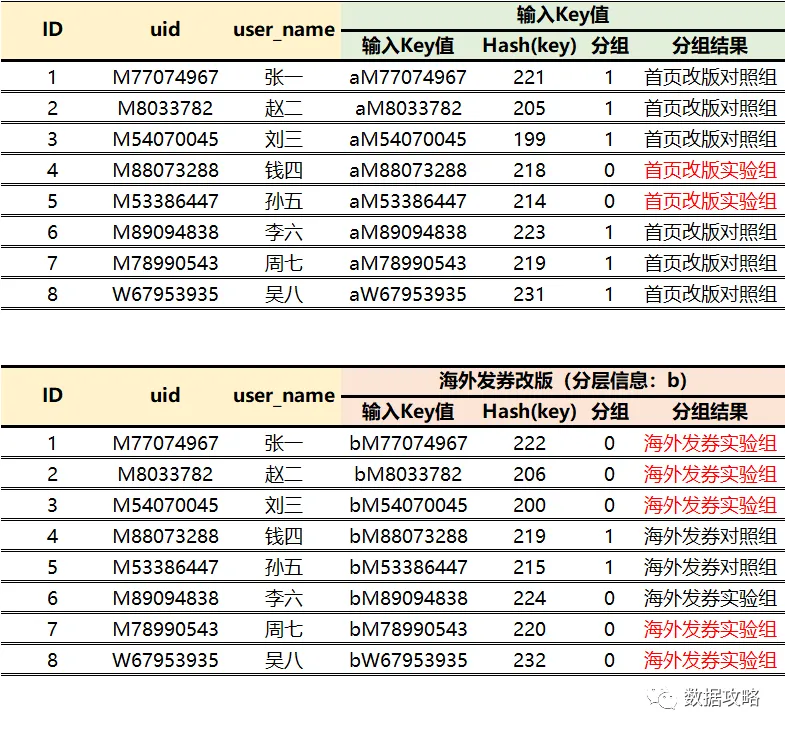 ID uid user_name 输入Key值
输入Key值 Hash(key) 分组 分组结果
1 M77074967 张一 aM77074967 221 1 首页改版对照组
2 M8033782 赵二 aM8033782 205 1 首页改版对照组
3 M54070045 刘三 aM54070045 199 1 首页改版对照组
4 M88073288 钱四 aM88073288 218 0 首页改版实验组
5 M53386447 孙五 aM53386447 214 0 首页改版实验组
6 M89094838 李六 aM89094838 223 1 首页改版对照组
7 M78990543 周七 aM78990543 219 1 首页改版对照组
8 W67953935 吴八 aW67953935 231 1 首页改版对照组
ID uid user_name 海外发券改版（分层信息：b)
输入Key值 Hash(key) 分组 分组结果
1 M77074967 张一 bM77074967 222 0 海外发券实验组
2 M8033782 赵二 bM8033782 206 0 海外发券实验组
3 M54070045 刘三 bM54070045 200 0 海外发券实验组
4 M88073288 钱四 bM88073288 219 1 海外发券对照组
5 M53386447 孙五 bM53386447 215 1 海外发券对照组
6 M89094838 李六 bM89094838 224 0 海外发券实验组
7 M78990543 周七 bM78990543 220 0 海外发券实验组
8 W67953935 吴八 bW67953935 232 0 海外发券实验组
数据攻略